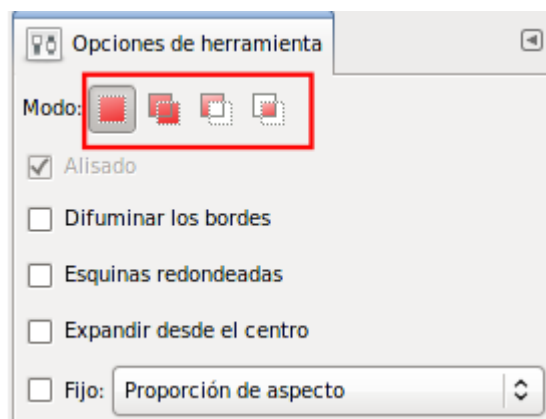 Opciones de herramienta
Modo:
Alisado
Difuminar los bordes
Esquinas redondeadas
Expandir desde el centro
Fijo: Proporción de aspecto